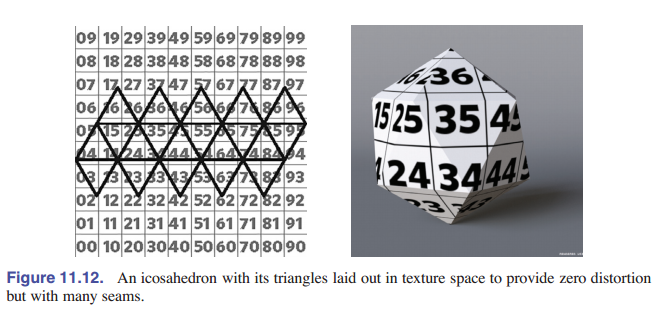 09 19 29 39 49 59 69 79 89 99
08 18 28 38 48 58 68 78 88 98
07 17 27 37 47 57 67 77 87 97
06 16 26 36 46 56 66 76 86 96
05 15 25 35 45 55 65 75 85 95
04 14 24 34 44 54 64 74 84 94
03 13 23 33 43 53 63 73 83 93
02 12 22 32 42 52 62 72 82 92
01 11 21 31 41 51 61 71 81 91
00 10 20 30 40 50 60 70 80 90
36
15 25 35 45
24 34 44
23
Figure 11.12. An icosahedron with its triangles laid out in texture space to provide zero distortion
but with many seams.